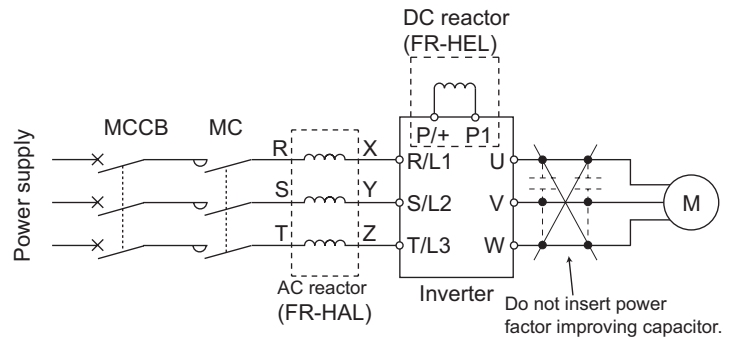 DC reactor
(FR-HEL)
MCCB
MC
P/+ P1
Power supply
R X R/L1 U
S Y S/L2 V M
T Z T/L3 W
AC reactor
(FR-HAL)
Inverter
Do not insert power
factor improving capacitor.